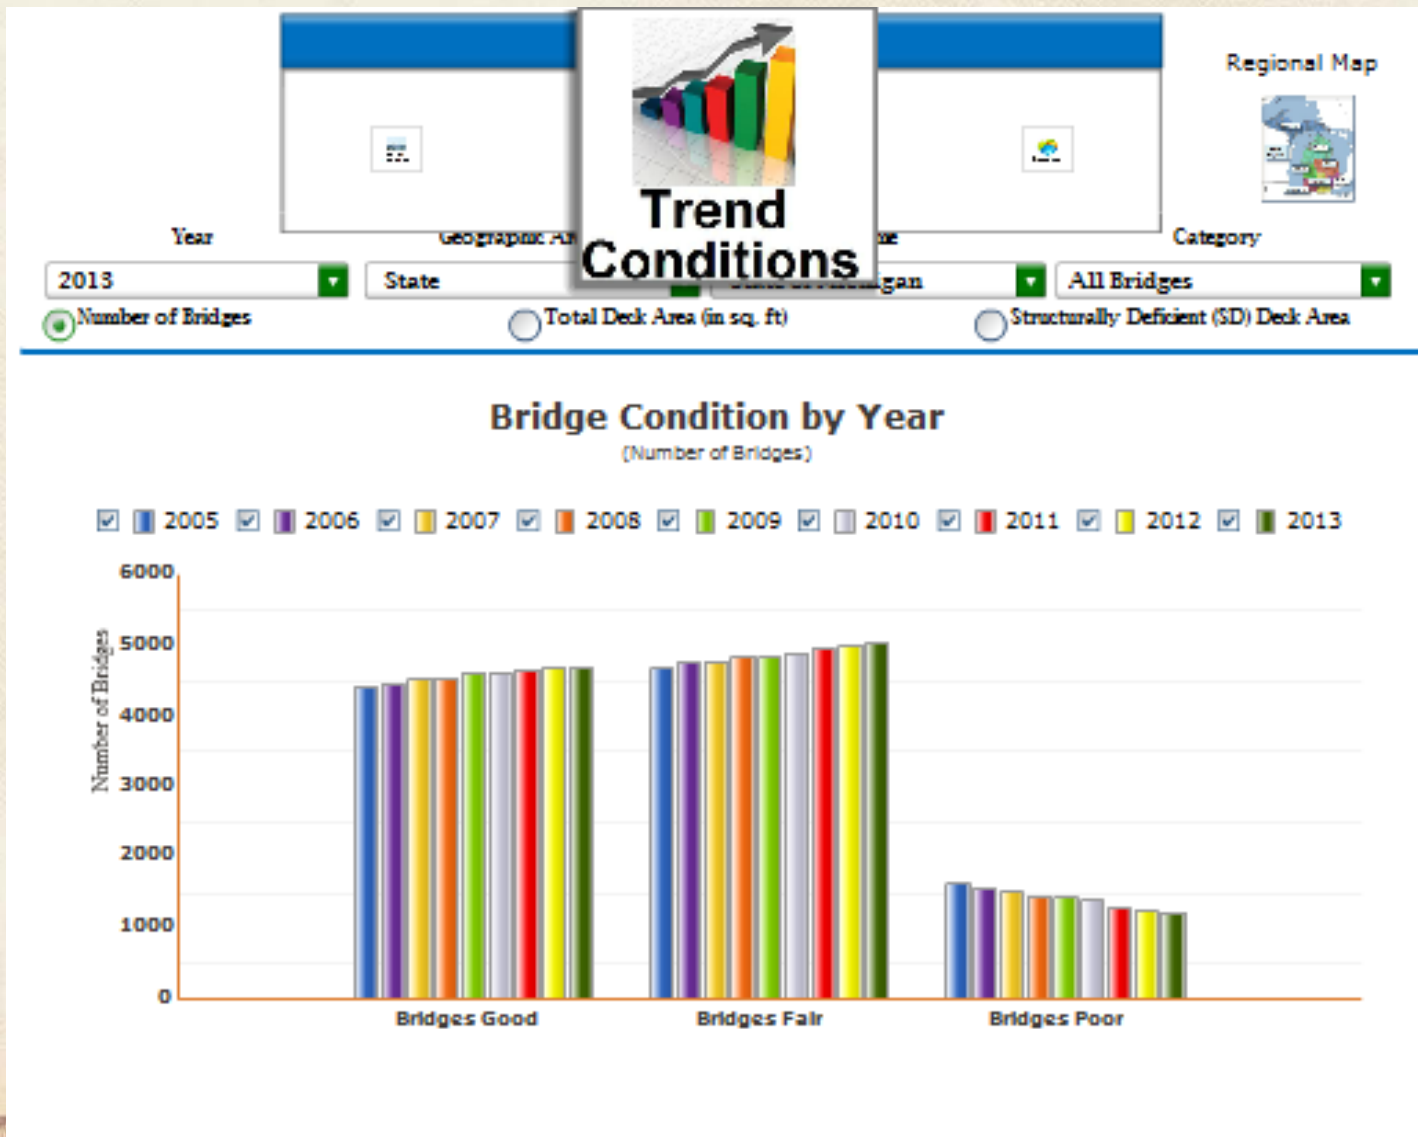 Trend
Conditions
Regional Map
Year
Geographic
Category
2013
State
All Bridges
Number of Bridges
Total Deck Area (in sq. ft)
Structurally Deficient (SD) Deck Area
Bridge Condition by Year
(Number of Bridges)
2005 2006 2007 2008 2009 2010 2011 2012 2013
Number of Bridges
6000
5000
4000
3000
2000
1000
0
Bridges Good Bridges Fair Bridges Poor